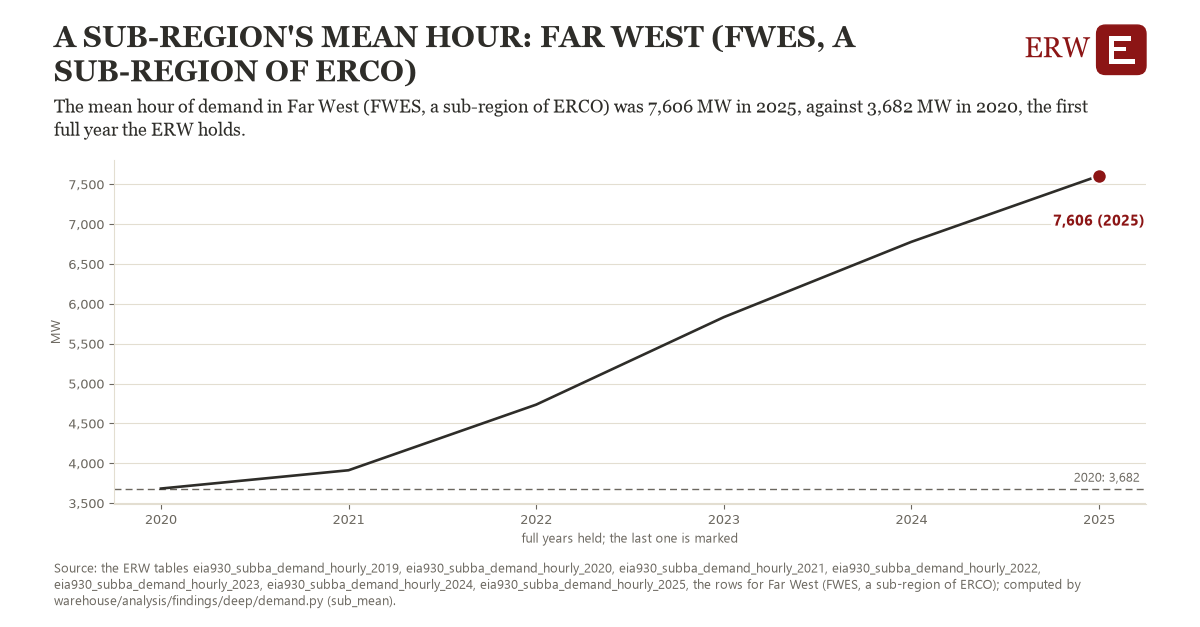 A SUB-REGION'S MEAN HOUR: FAR WEST (FWES, A
SUB-REGION OF ERCO)
ERW E
The mean hour of demand in Far West (FWES, a sub-region of ERCO) was 7,606 MW in 2025, against 3,682 MW in 2020, the first
full year the ERW holds.
7,500
7,000
6,500
6,000
5,500
5,000
4,500
4,000
3,500
MW
7,606 (2025)
2020: 3,682
2020 2021 2022 2023 2024 2025
full years held; the last one is marked
Source: the ERW tables eia930_subba_demand_hourly_2019, eia930_subba_demand_hourly_2020, eia930_subba_demand_hourly_2021, eia930_subba_demand_hourly_2022,
eia930_subba_demand_hourly_2023, eia930_subba_demand_hourly_2024, eia930_subba_demand_hourly_2025, the rows for Far West (FWES, a sub-region of ERCO); computed by
warehouse/analysis/findings/deep/demand.py (sub_mean).